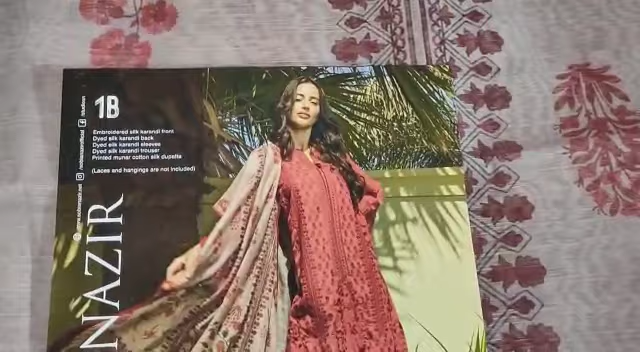 1B
Embroidered silk karandi front
Dyed silk karandi back
Dyed silk karandi sleeves
Dyed silk karandi trouser
Printed munar cotton silk dupatta
(Laces and hangings are not included)
NAZIR